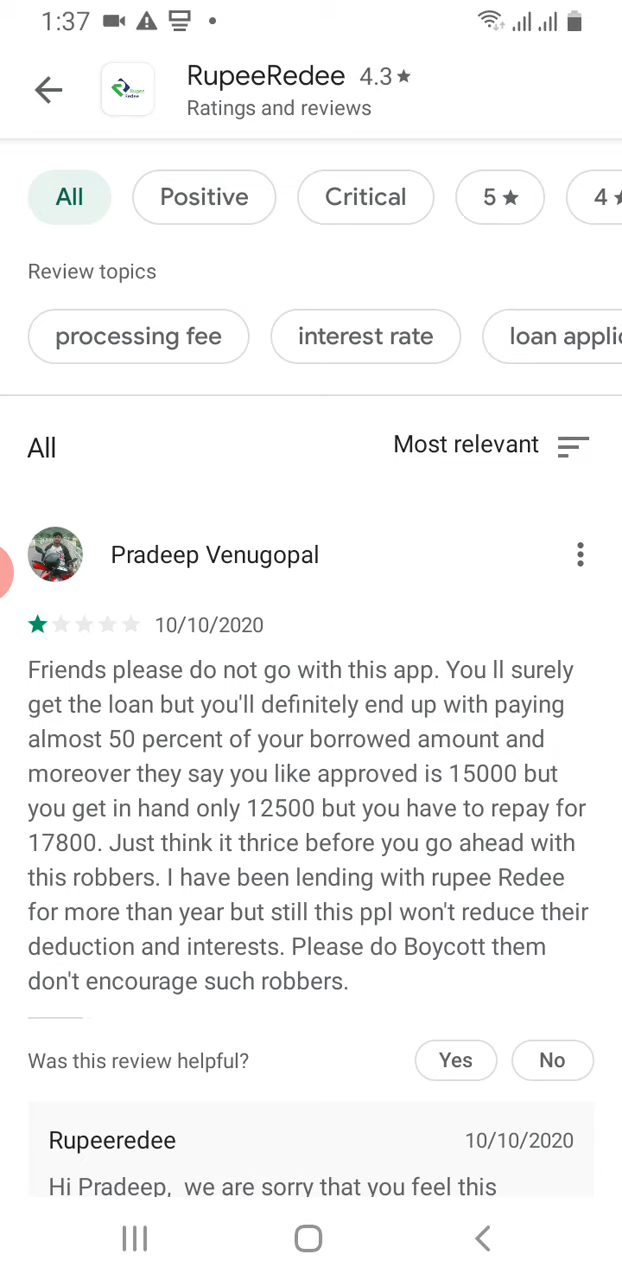 1:37
RupeeRedee 4.3★
Ratings and reviews
All Positive Critical 5★ 4★
Review topics
processing fee interest rate loan applic
All Most relevant
Pradeep Venugopal
10/10/2020
Friends please do not go with this app. You ll surely
get the loan but you'll definitely end up with paying
almost 50 percent of your borrowed amount and
moreover they say you like approved is 15000 but
you get in hand only 12500 but you have to repay for
17800. Just think it thrice before you go ahead with
this robbers. I have been lending with rupee Redee
for more than year but still this ppl won't reduce their
deduction and interests. Please do Boycott them
don't encourage such robbers.
Was this review helpful? Yes No
Rupeeredee 10/10/2020
Hi Pradeep, we are sorry that you feel this